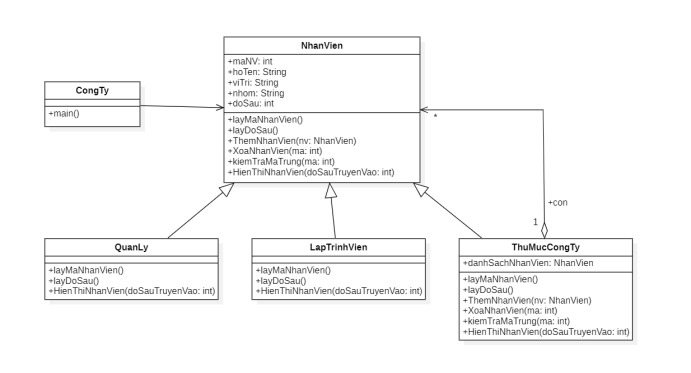 NhanVien
+maNV: int
+hoTen: String
+viTri: String
+nhom: String
+doSau: int
+layMaNhanVien()
+layDoSau()
+ThemNhanVien(nv: NhanVien)
+XoaNhanVien(ma: int)
+kiemTraMaTrung(ma: int)
+HienThiNhanVien(doSauTruyenVao: int)
CongTy
+main()
*
+con
1
QuanLy
+layMaNhanVien()
+layDoSau()
+HienThiNhanVien(doSauTruyenVao: int)
LapTrinhVien
+layMaNhanVien()
+layDoSau()
+HienThiNhanVien(doSauTruyenVao: int)
ThuMucCongTy
+danhSachNhanVien: NhanVien
+layMaNhanVien()
+layDoSau()
+ThemNhanVien(nv: NhanVien)
+XoaNhanVien(ma: int)
+kiemTraMaTrung(ma: int)
+HienThiNhanVien(doSauTruyenVao: int)